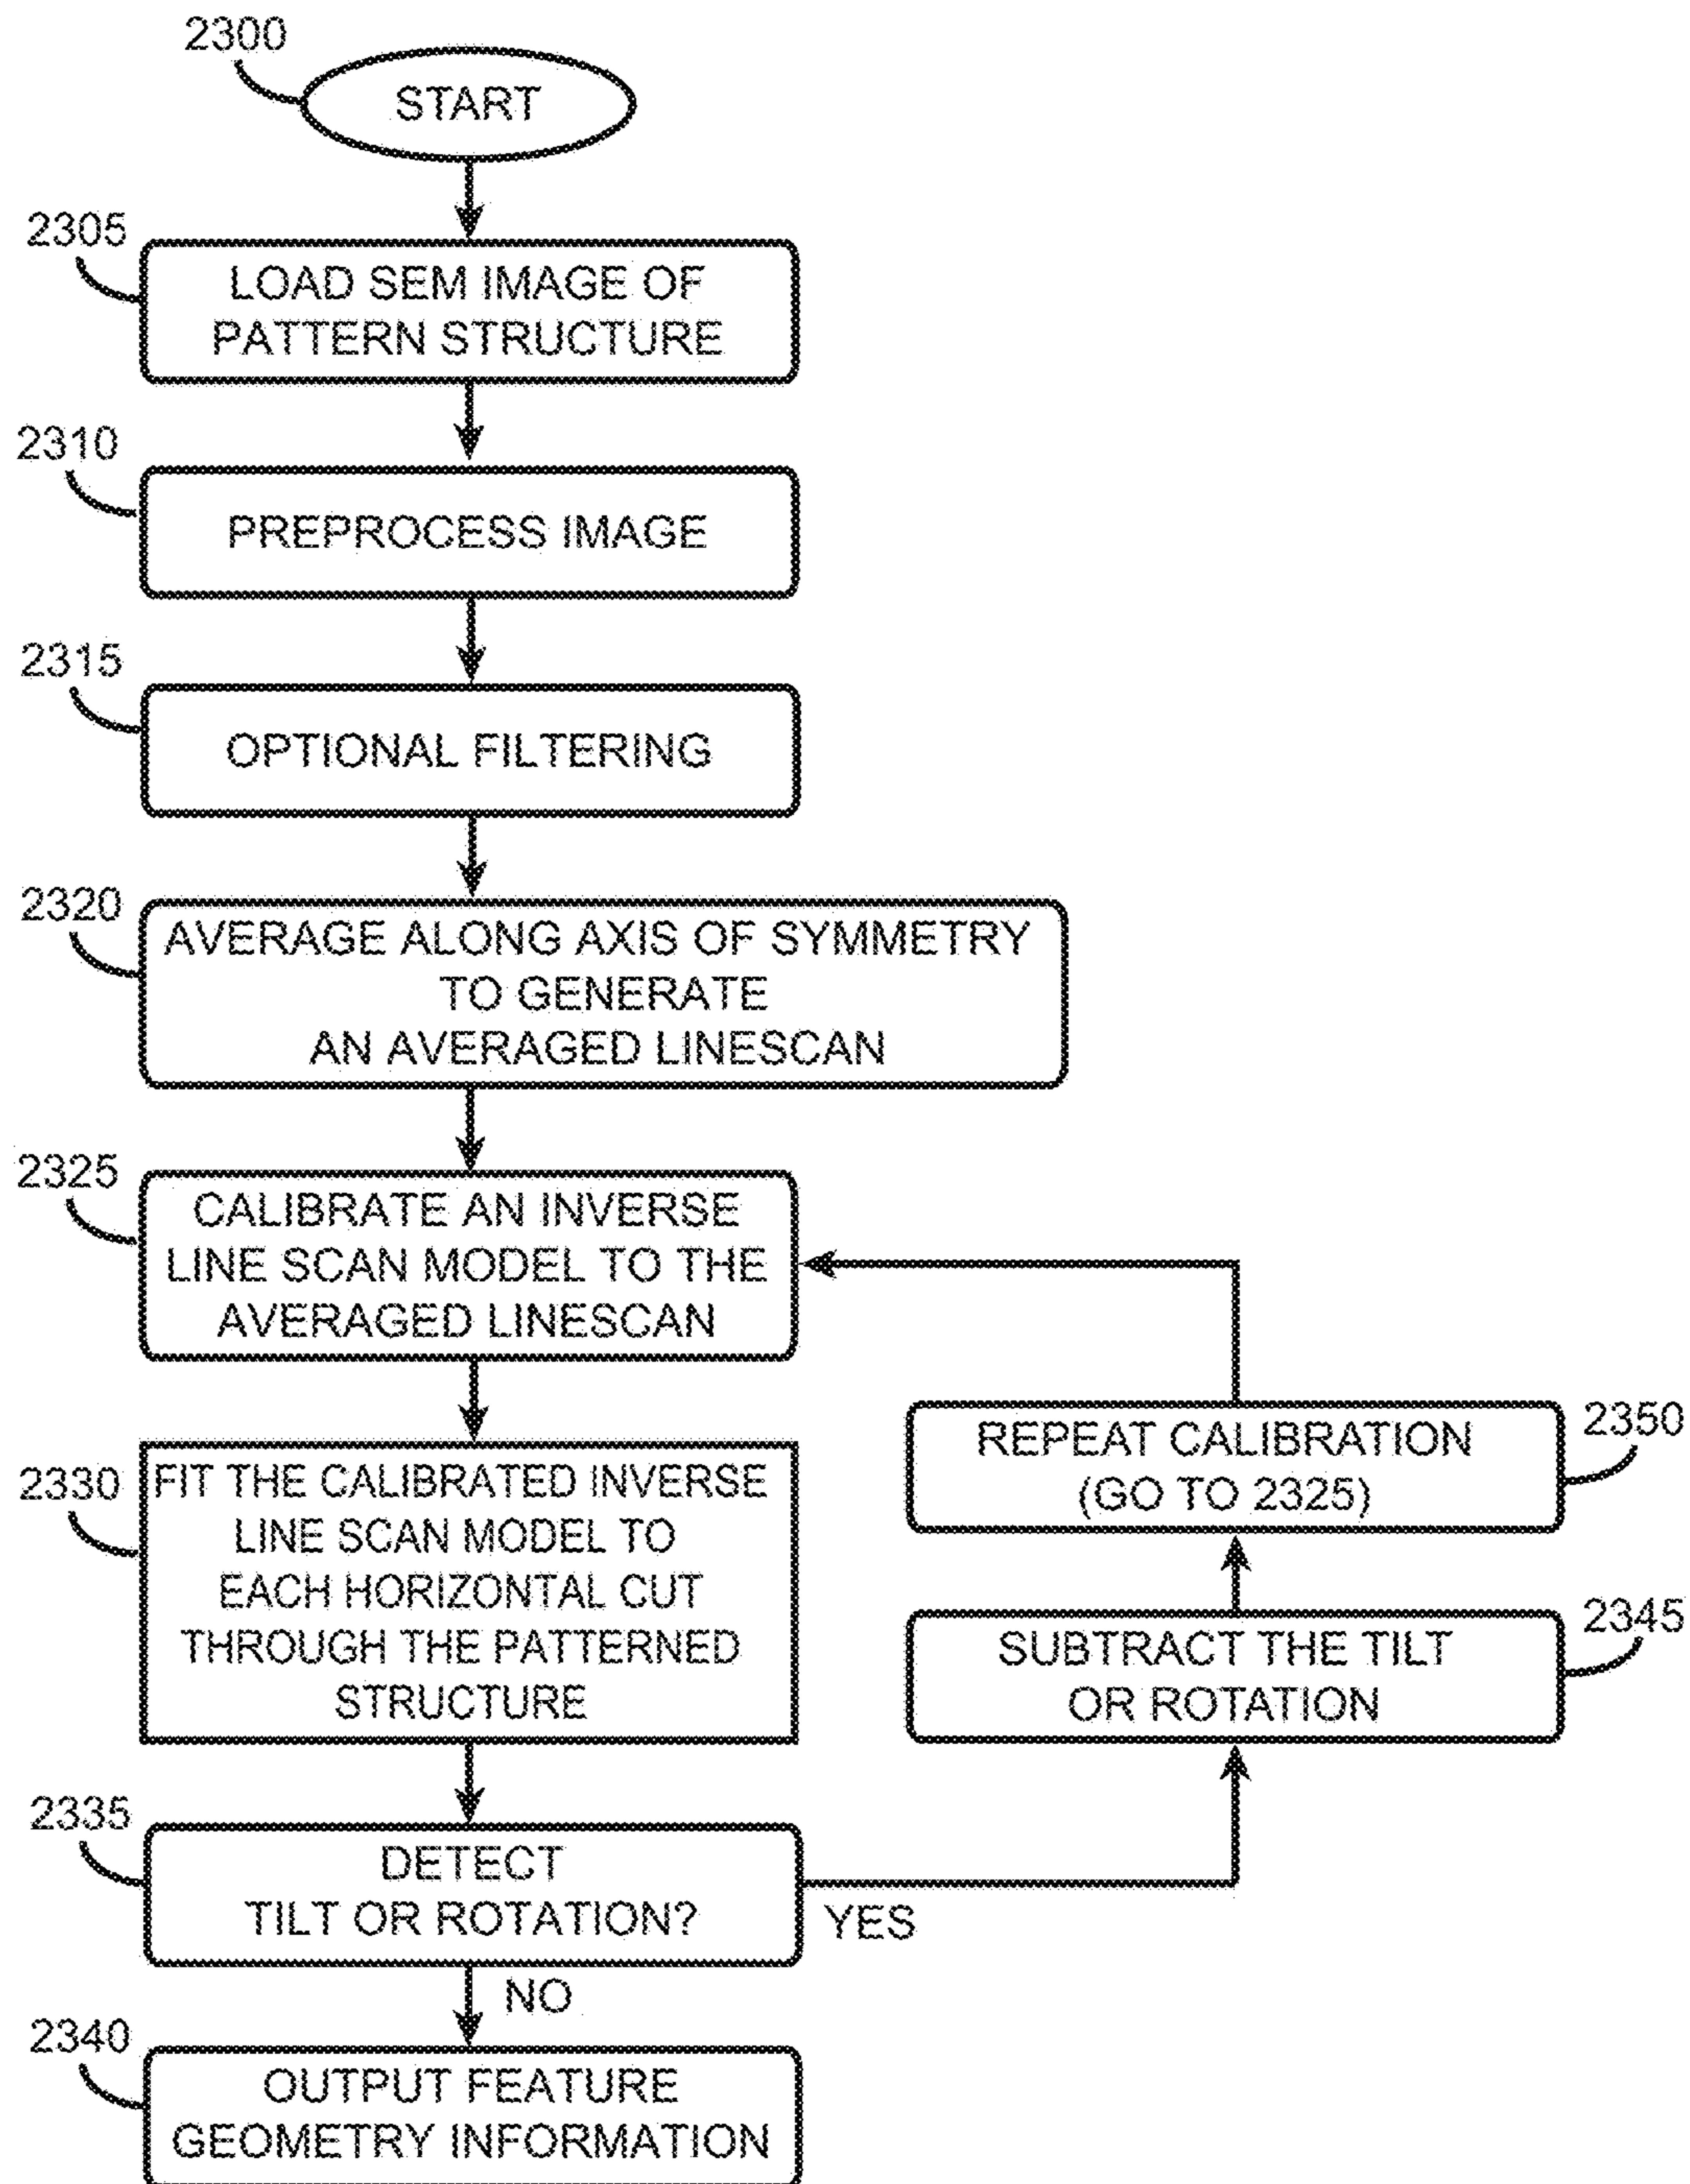 2300
START
2305
LOAD SEM IMAGE OF
PATTERN STRUCTURE
2310
PREPROCESS IMAGE
2315
OPTIONAL FILTERING
2320
AVERAGE ALONG AXIS OF SYMMETRY
TO GENERATE
AN AVERAGED LINESCAN
2325
CALIBRATE AN INVERSE
LINE SCAN MODEL TO THE
AVERAGED LINESCAN
2330
FIT THE CALIBRATED INVERSE
LINE SCAN MODEL TO
EACH HORIZONTAL CUT
THROUGH THE PATTERNED
STRUCTURE
2335
DETECT
TILT OR ROTATION?
YES
NO
2340
OUTPUT FEATURE
GEOMETRY INFORMATION
2345
SUBTRACT THE TILT
OR ROTATION
2350
REPEAT CALIBRATION
(GO TO 2325)